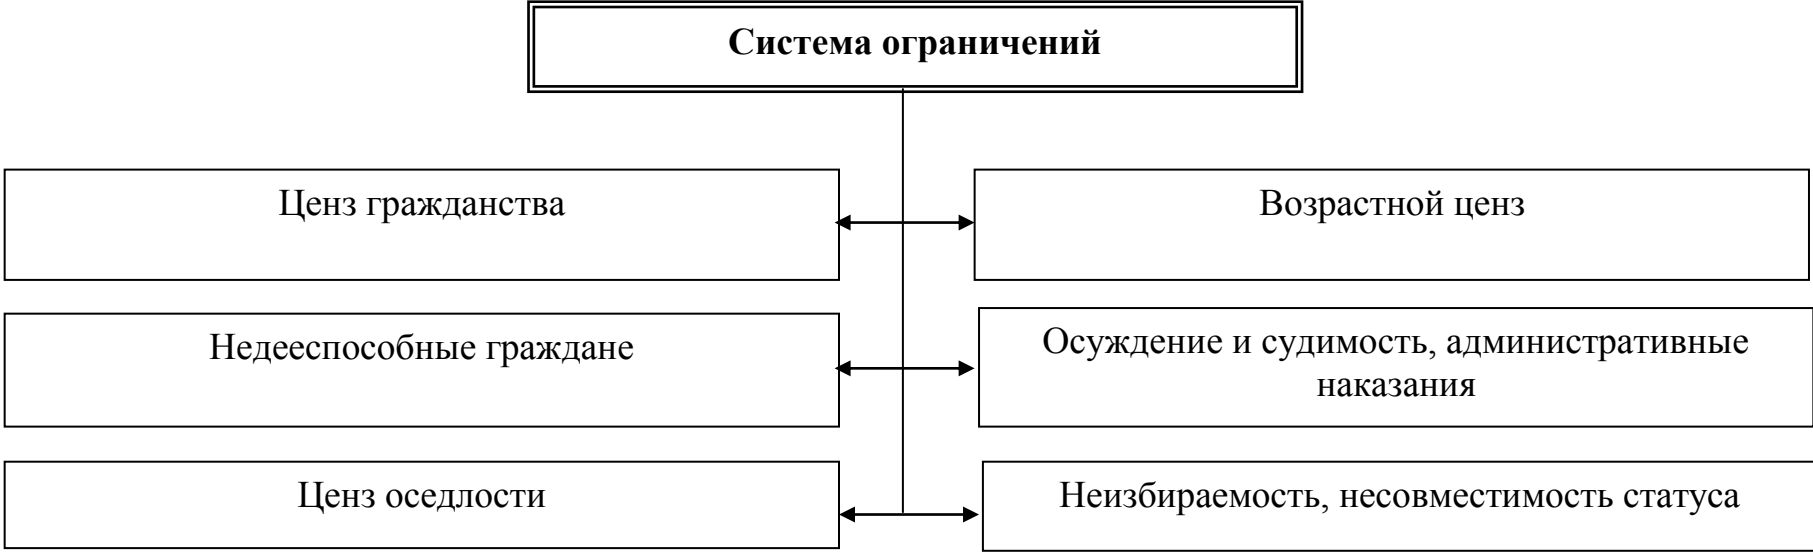 Система ограничений
Ценз гражданства
Возрастной ценз
Недееспособные граждане
Осуждение и судимость, административные
наказания
Ценз оседлости
Неизбираемость, несовместимость статуса